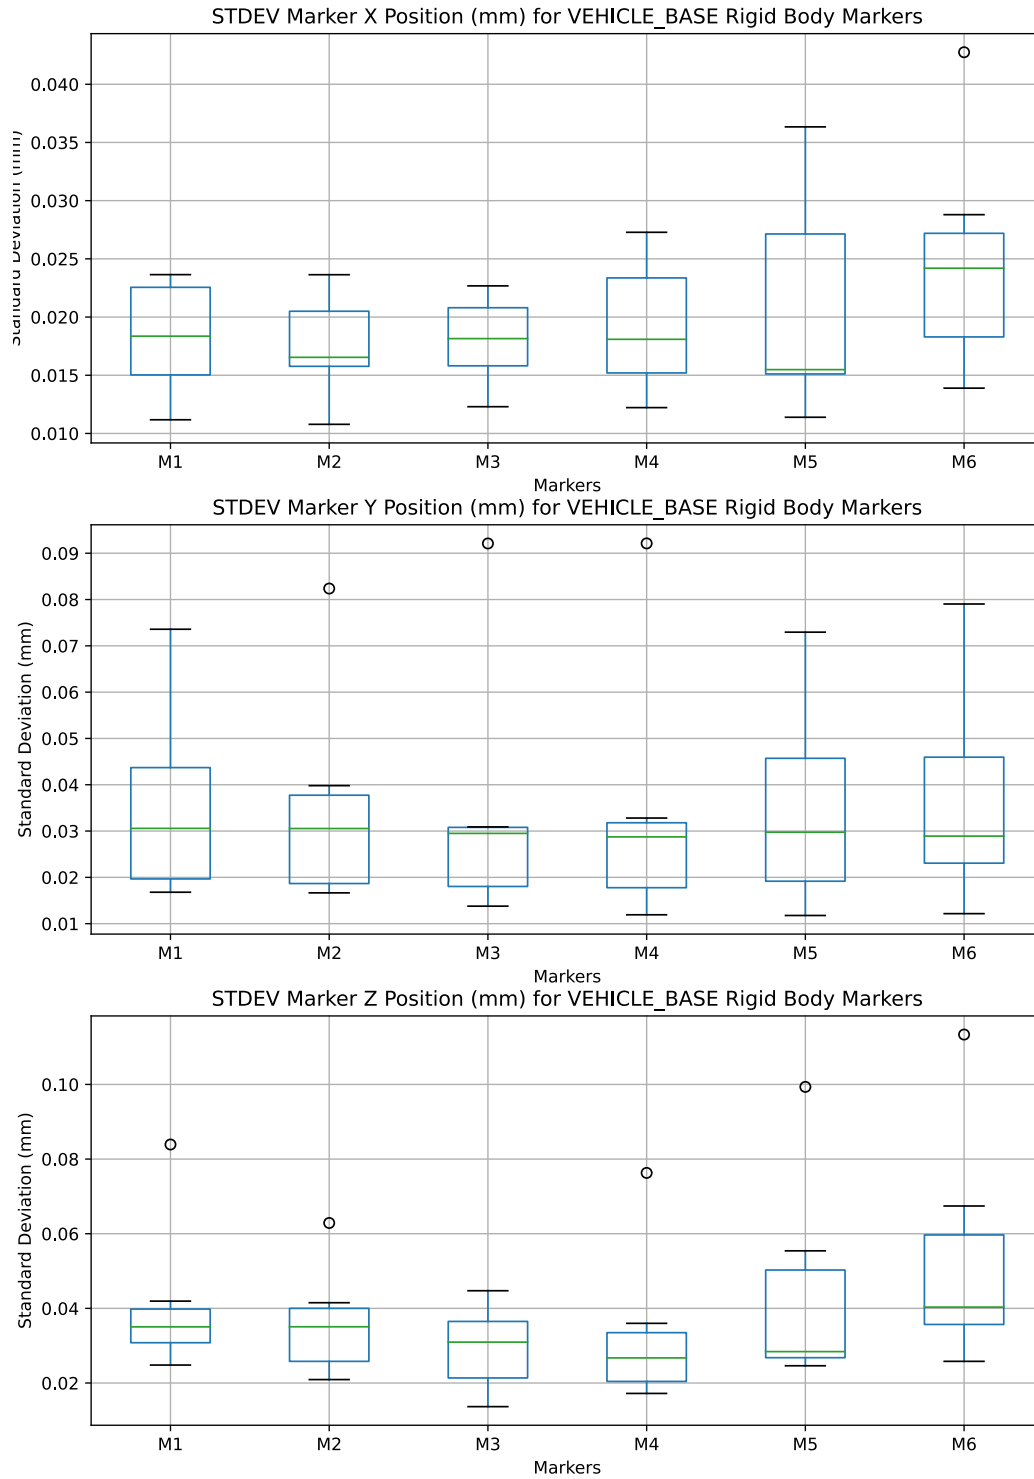 STDEV Marker X Position (mm) for VEHICLE_BASE Rigid Body Markers
0.040
0.035
0.030
0.025
0.020
0.015
0.010
Standard Deviation (mm)
M1 M2 M3 M4 M5 M6
Markers
STDEV Marker Y Position (mm) for VEHICLE_BASE Rigid Body Markers
0.09
0.08
0.07
0.06
0.05
0.04
0.03
0.02
0.01
Standard Deviation (mm)
M1 M2 M3 M4 M5 M6
Markers
STDEV Marker Z Position (mm) for VEHICLE_BASE Rigid Body Markers
0.10
0.08
0.06
0.04
0.02
Standard Deviation (mm)
M1 M2 M3 M4 M5 M6
Markers